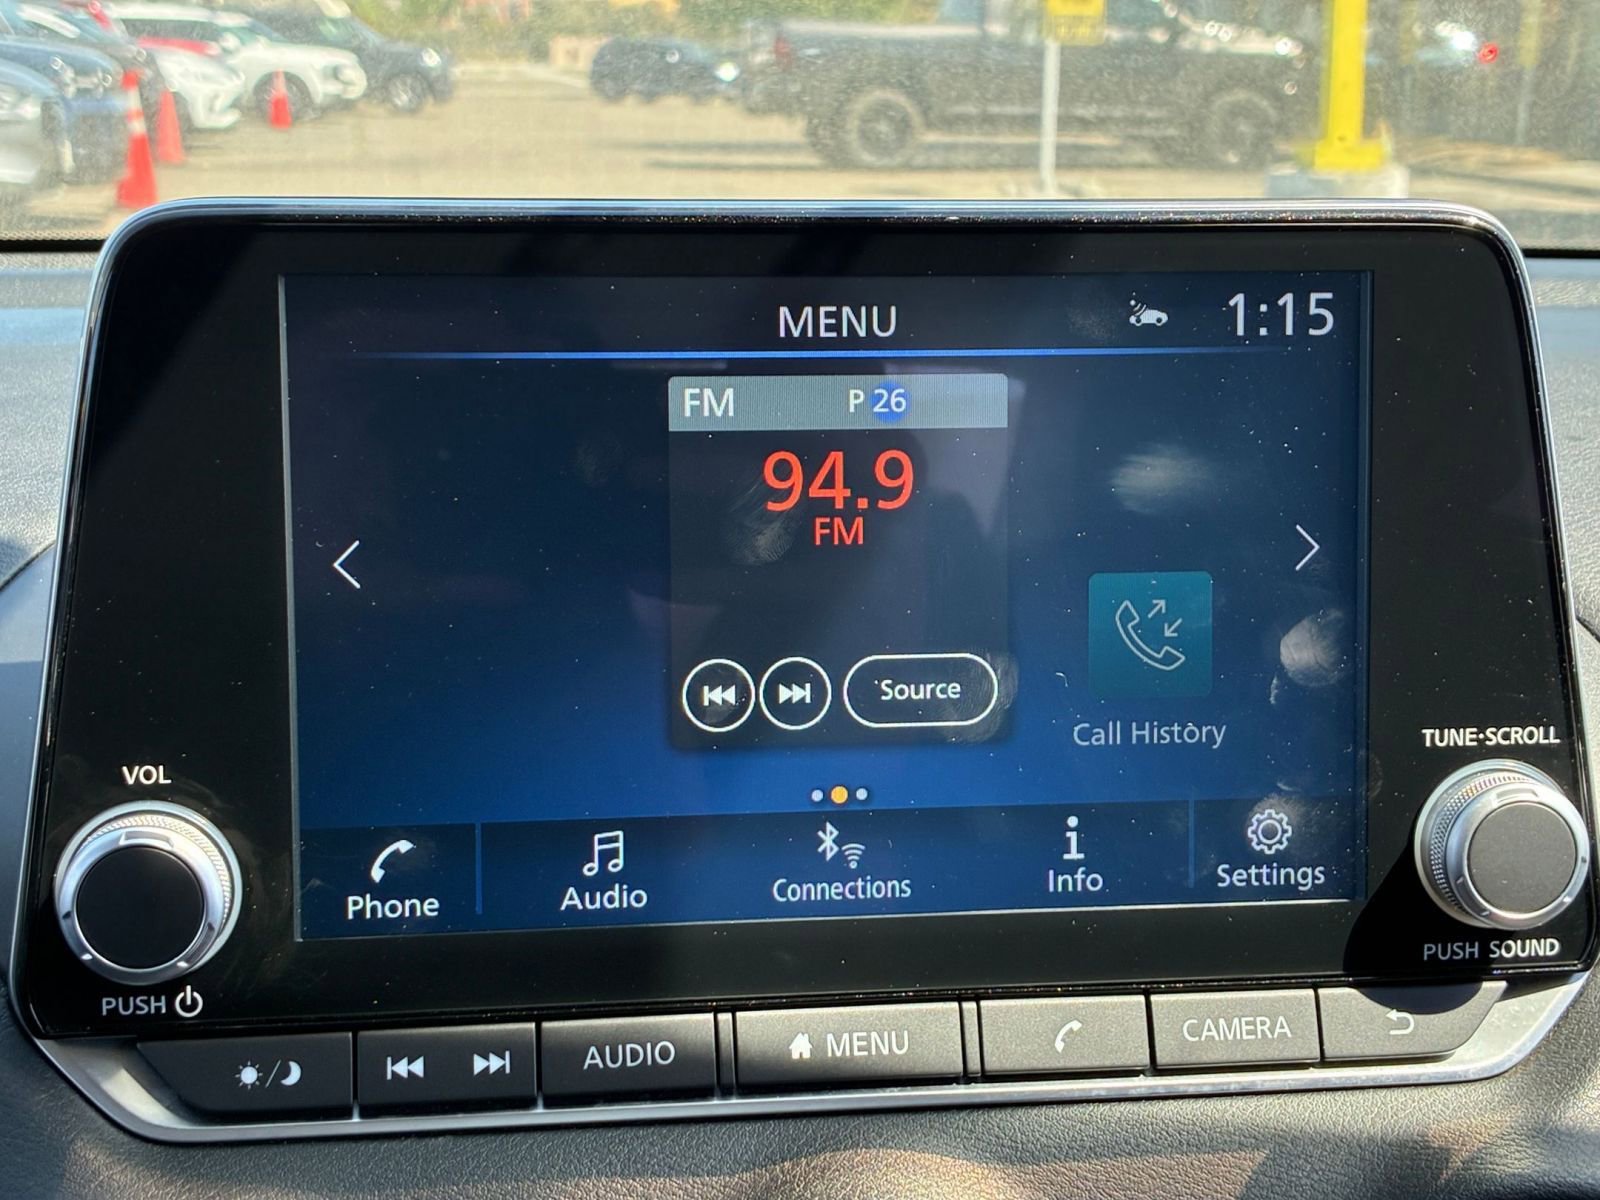 MENU
1:15
FM P 26
94.9
FM
Source
Call History
VOL
TUNE·SCROLL
Phone
Audio
Connections
Info
Settings
PUSH
PUSH SOUND
AUDIO
MENU
CAMERA